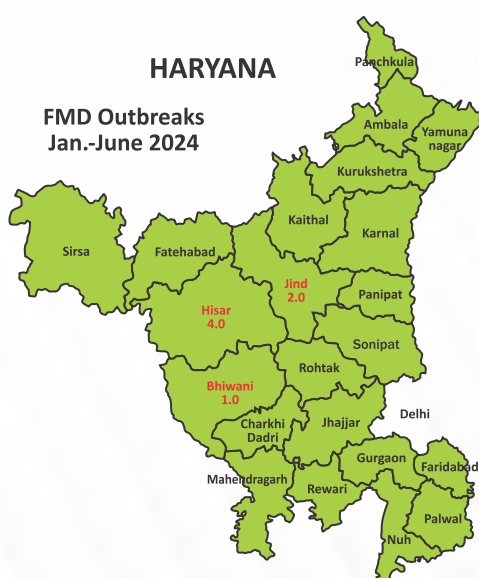 HARYANA
FMD Outbreaks
Jan.-June 2024
Panchkula
Ambala
Yamuna
nagar
Kurukshetra
Kaithal
Karnal
Sirsa
Fatehabad
Jind
2.0
Panipat
Hisar
4.0
Sonipat
Rohtak
Bhiwani
1.0
Delhi
Charkhi
Dadri
Jhajjar
Gurgaon
Faridabad
Mahendragarh
Rewari
Palwal
Nuh